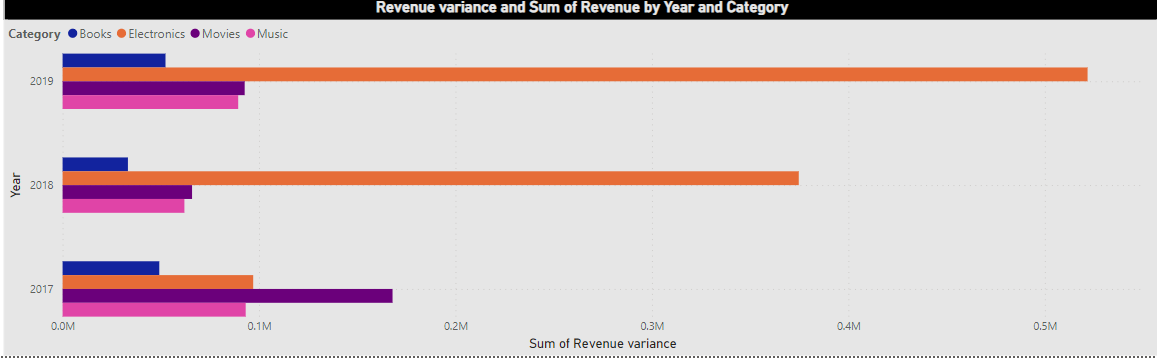 Revenue variance and Sum of Revenue by Year and Category
Category Books Electronics Movies Music
2019
2018
2017
Year
0.0M 0.1M 0.2M 0.3M 0.4M 0.5M
Sum of Revenue variance